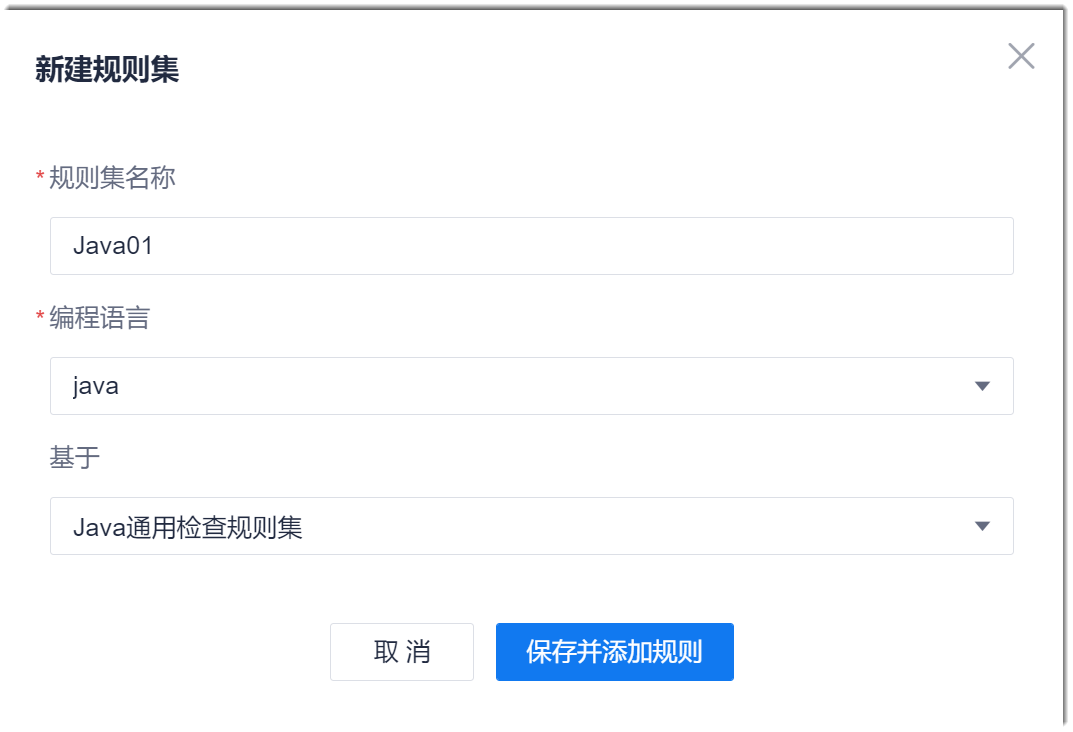 新建规则集
*规则集名称
Java01
*编程语言
java
基于
Java通用检查规则集
取 消 保存并添加规则